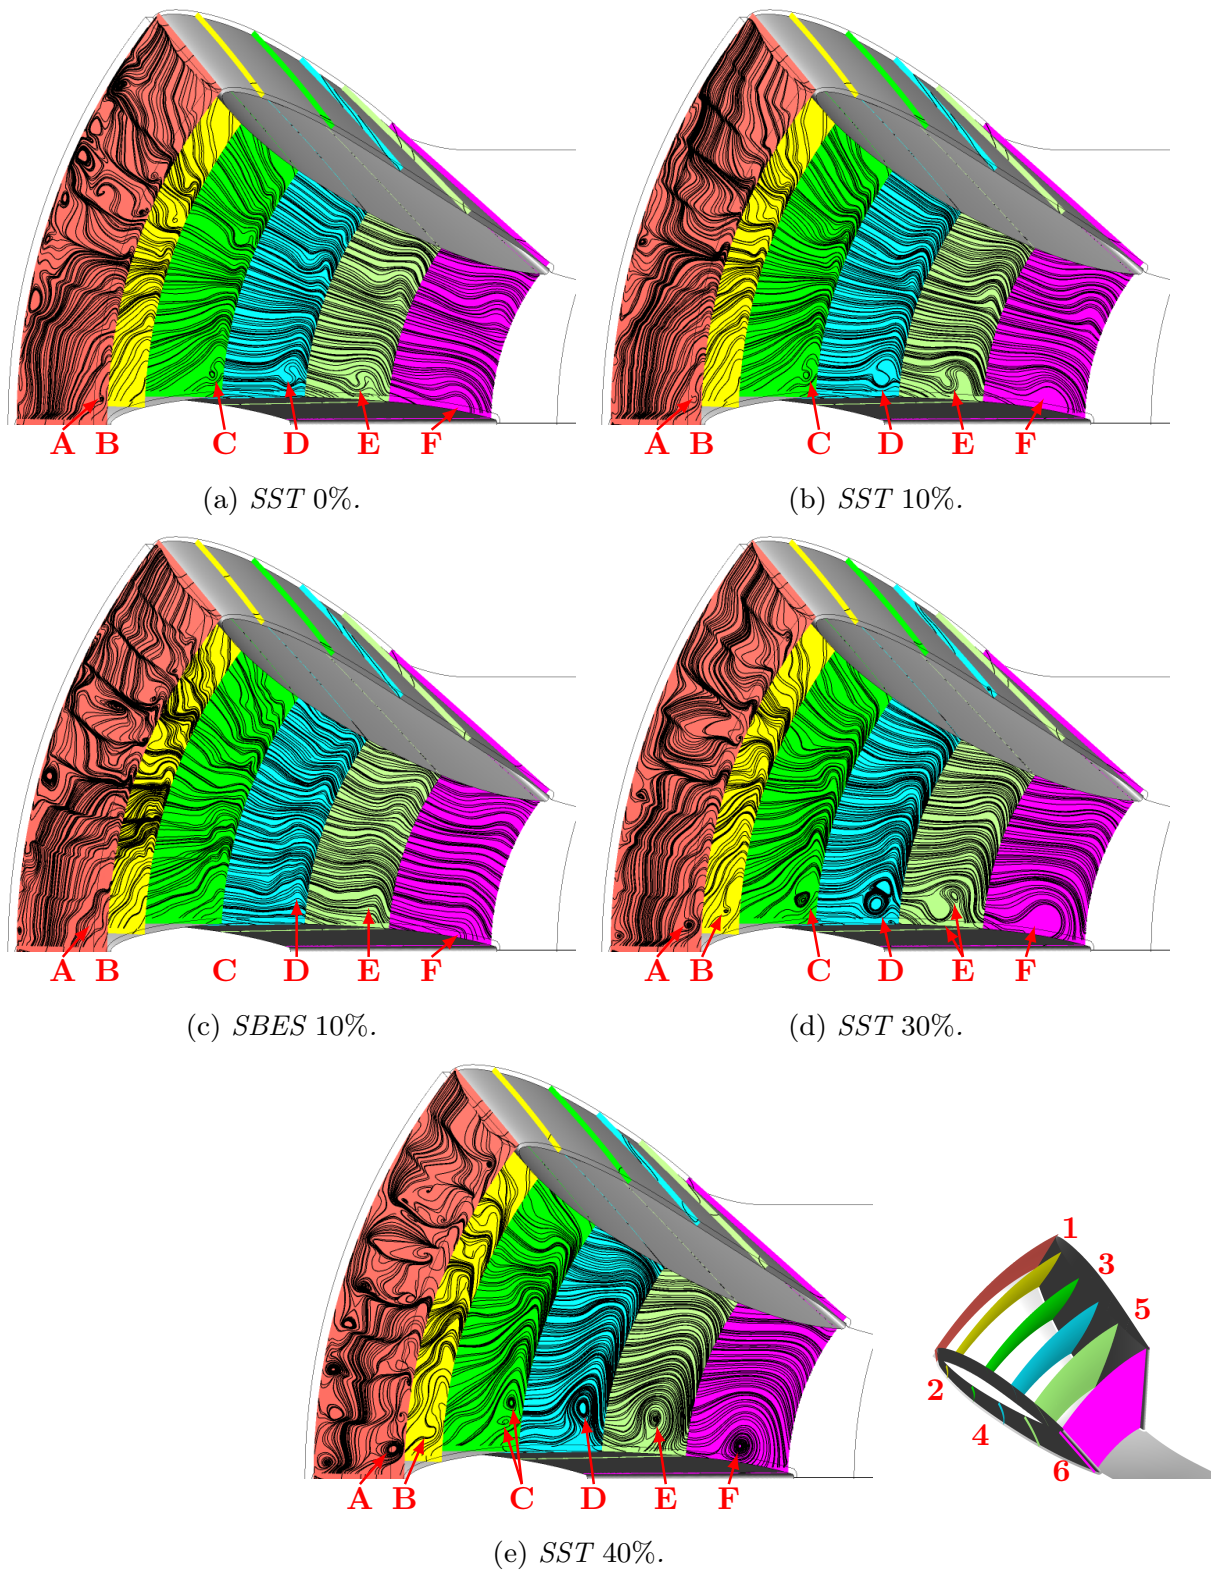 A B C D E F
A B C D E F
(a) SST 0%.
(b) SST 10%.
A B C D E F
A B C D E F
(c) SBES 10%.
(d) SST 30%.
1
3
5
2
4
6
A B C D E F
(e) SST 40%.